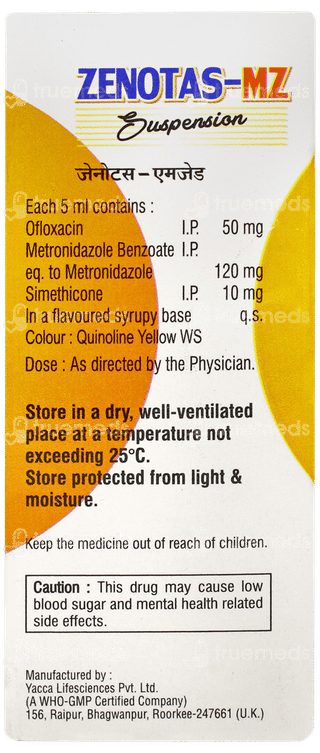 ZENOTAS-MZ
Suspension
जेनोटस-एमजेड
Each 5 ml contains :
Ofloxacin I.P. 50 mg
Metronidazole Benzoate I.P.
eq. to Metronidazole 120 mg
Simethicone I.P. 10 mg
In a flavoured syrupy base q.s.
Colour : Quinoline Yellow WS
Dose : As directed by the Physician.
Store in a dry, well-ventilated
place at a temperature not
exceeding 25°C.
Store protected from light &
moisture.
Keep the medicine out of reach of children.
Caution : This drug may cause low
blood sugar and mental health related
side effects.
Manufactured by :
Yacca Lifesciences Pvt. Ltd.
(A WHO-GMP Certified Company)
156, Raipur, Bhagwanpur, Roorkee-247661 (U.K.)
truemeds